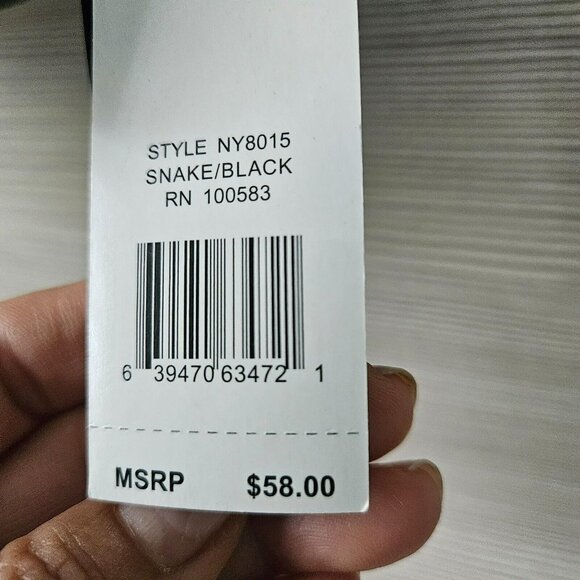 STYLE NY8015
SNAKE/BLACK
RN 100583
6 39470 63472 1
MSRP $58.00